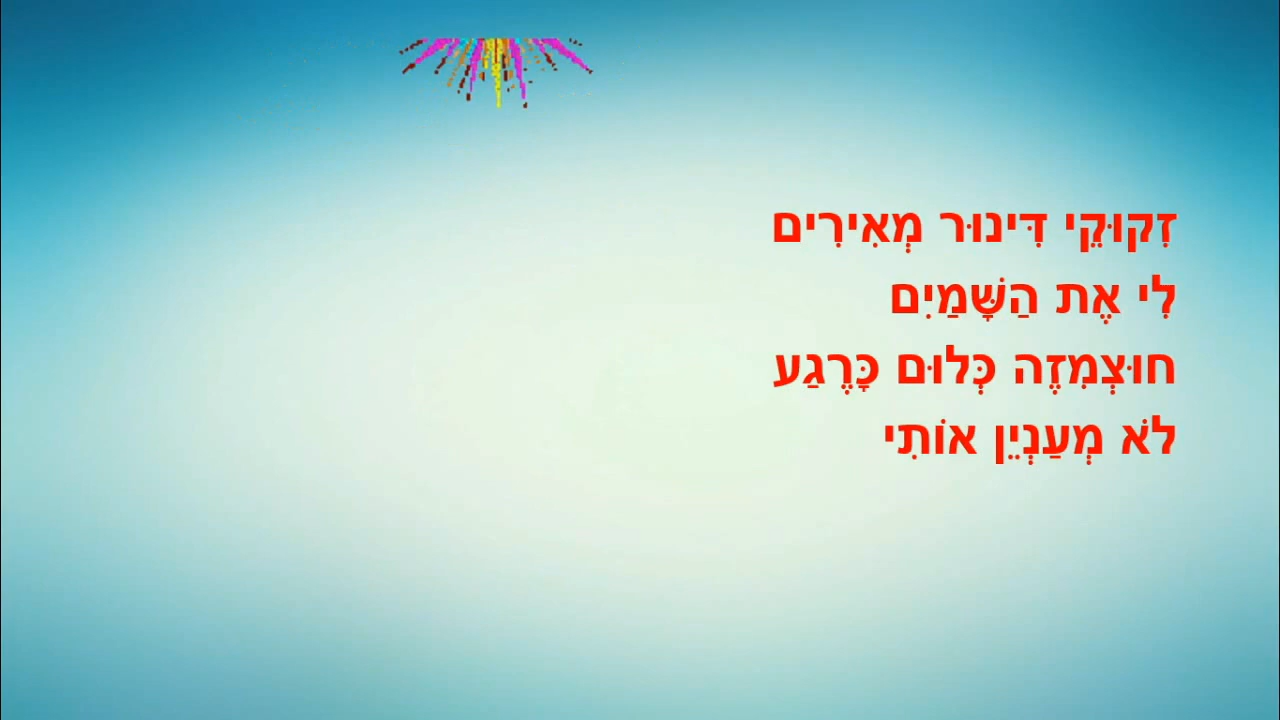 זִקוּקֵי דִּינוּר מְאִירִים
לִי אֶת הַשָּׁמַיִם
חוּצְמִזֶה כְּלוּם כָּרֶגַע
לֹא מְעַנְיֵן אוֹתִי